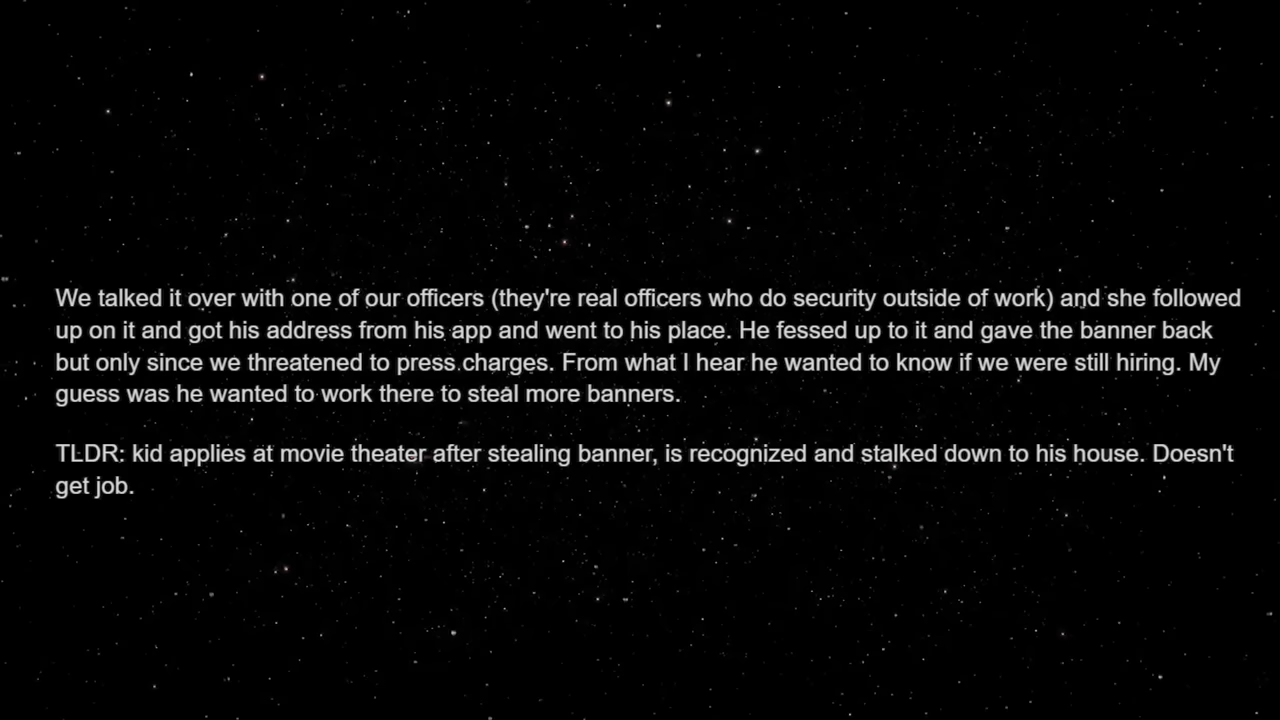 We talked it over with one of our officers (they're real officers who do security outside of work) and she followed
up on it and got his address from his app and went to his place. He fessed up to it and gave the banner back
but only since we threatened to press charges. From what I hear he wanted to know if we were still hiring. My
guess was he wanted to work there to steal more banners.
TLDR: kid applies at movie theater after stealing banner, is recognized and stalked down to his house. Doesn't
get job.